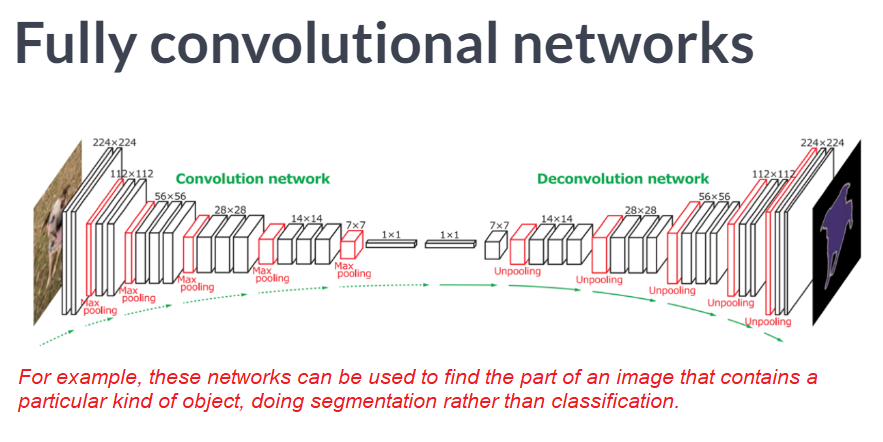 Fully convolutional networks
224×224
112×112
56×56
28×28
14×14
7×7
1×1
Convolution network
Max
pooling
Max
pooling
Max
pooling
Max
pooling
Max
pooling
1×1
7×7
14×14
28×28
56×56
112×112
224×224
Deconvolution network
Unpooling
Unpooling
Unpooling
Unpooling
Unpooling
For example, these networks can be used to find the part of an image that contains a
particular kind of object, doing segmentation rather than classification.